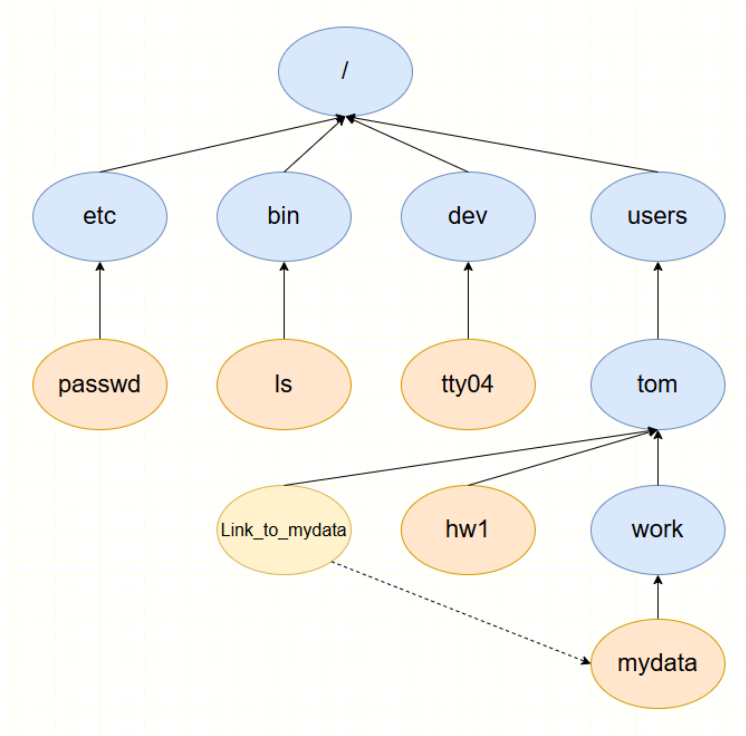 /
etc
bin
dev
users
passwd
ls
tty04
tom
Link_to_mydata
hw1
work
mydata